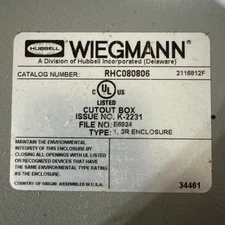 HUBBELL
WIEGMANN®
A Division of Hubbell Incorporated (Delaware)
CATALOG NUMBER: RHC080806 2116812F
C UL US
LISTED
CUTOUT BOX
ISSUE NO. K-2231
FILE NO: E6924
TYPE: 1, 3R ENCLOSURE
MAINTAIN THE ENVIRONMENTAL
INTEGRITY OF THIS ENCLOSURE BY
CLOSING ALL OPENINGS WITH UL LISTED
OR RECOGNIZED DEVICES THAT HAVE
THE SAME ENVIRONMENTAL TYPE RATING
AS THE ENCLOSURE.
COUNTRY OF ORIGIN: ASSEMBLED IN U.S.A.
34461